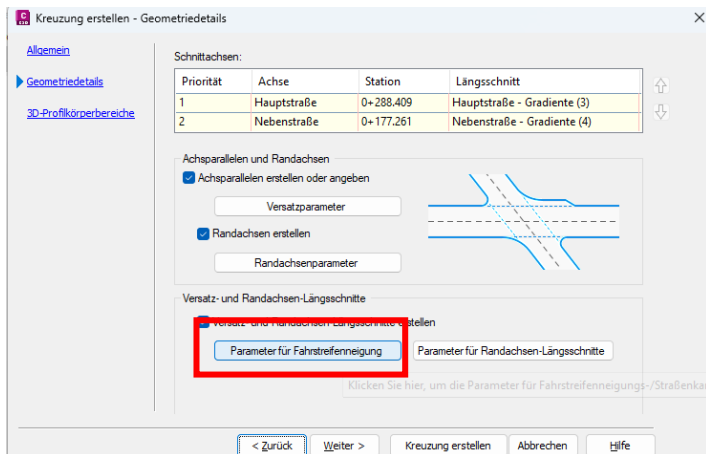 Kreuzung erstellen - Geometriedetails
Allgemein
Geometriedetails
3D-Profilkörperbereiche
Schnittachsen:
Priorität Achse Station Längsschnitt
1 Hauptstraße 0+288.409 Hauptstraße - Gradiente (3)
2 Nebenstraße 0+177.261 Nebenstraße - Gradiente (4)
Achsparallelen und Randachsen
Achsparallelen erstellen oder angeben
Versatzparameter
Randachsen erstellen
Randachsenparameter
Versatz- und Randachsen-Längsschnitte
Versatz- und Randachsen-Längsschnitte erstellen
Parameter für Fahrstreifenneigung Parameter für Randachsen-Längsschnitte
Klicken Sie hier, um die Parameter für Fahrstreifenneigungs-/Straßenka
< Zurück Weiter > Kreuzung erstellen Abbrechen Hilfe